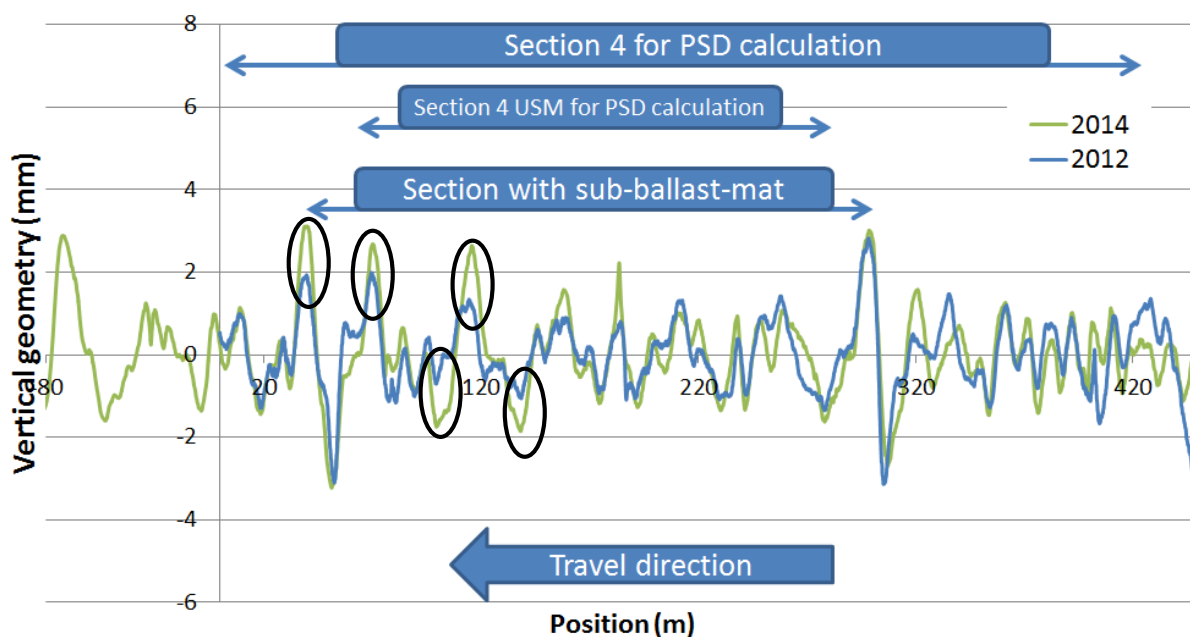 8
Section 4 for PSD calculation
6
Section 4 USM for PSD calculation
2014
2012
4
Section with sub-ballast-mat
2
0
-80 20 120 220 320 420
-2
-4
Travel direction
-6
Vertical geometry (mm)
Position (m)